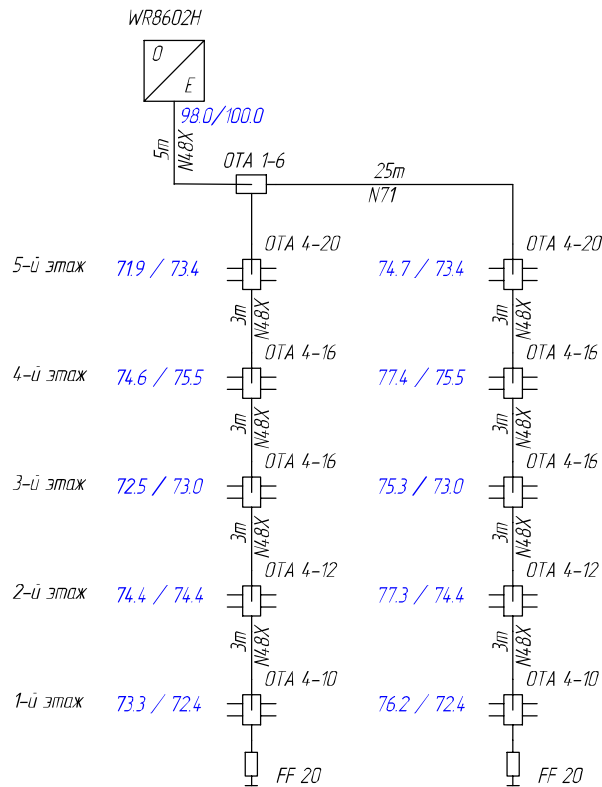 WR8602H
O
E
98.0/100.0
5m
N48X
OTA 1-6
25m
N71
OTA 4-20
OTA 4-20
5-й этаж
71.9 / 73.4
74.7 / 73.4
3m
N48X
3m
N48X
OTA 4-16
OTA 4-16
4-й этаж
74.6 / 75.5
77.4 / 75.5
3m
N48X
3m
N48X
OTA 4-16
OTA 4-16
3-й этаж
72.5 / 73.0
75.3 / 73.0
3m
N48X
3m
N48X
OTA 4-12
OTA 4-12
2-й этаж
74.4 / 74.4
77.3 / 74.4
3m
N48X
3m
N48X
OTA 4-10
OTA 4-10
1-й этаж
73.3 / 72.4
76.2 / 72.4
FF 20
FF 20